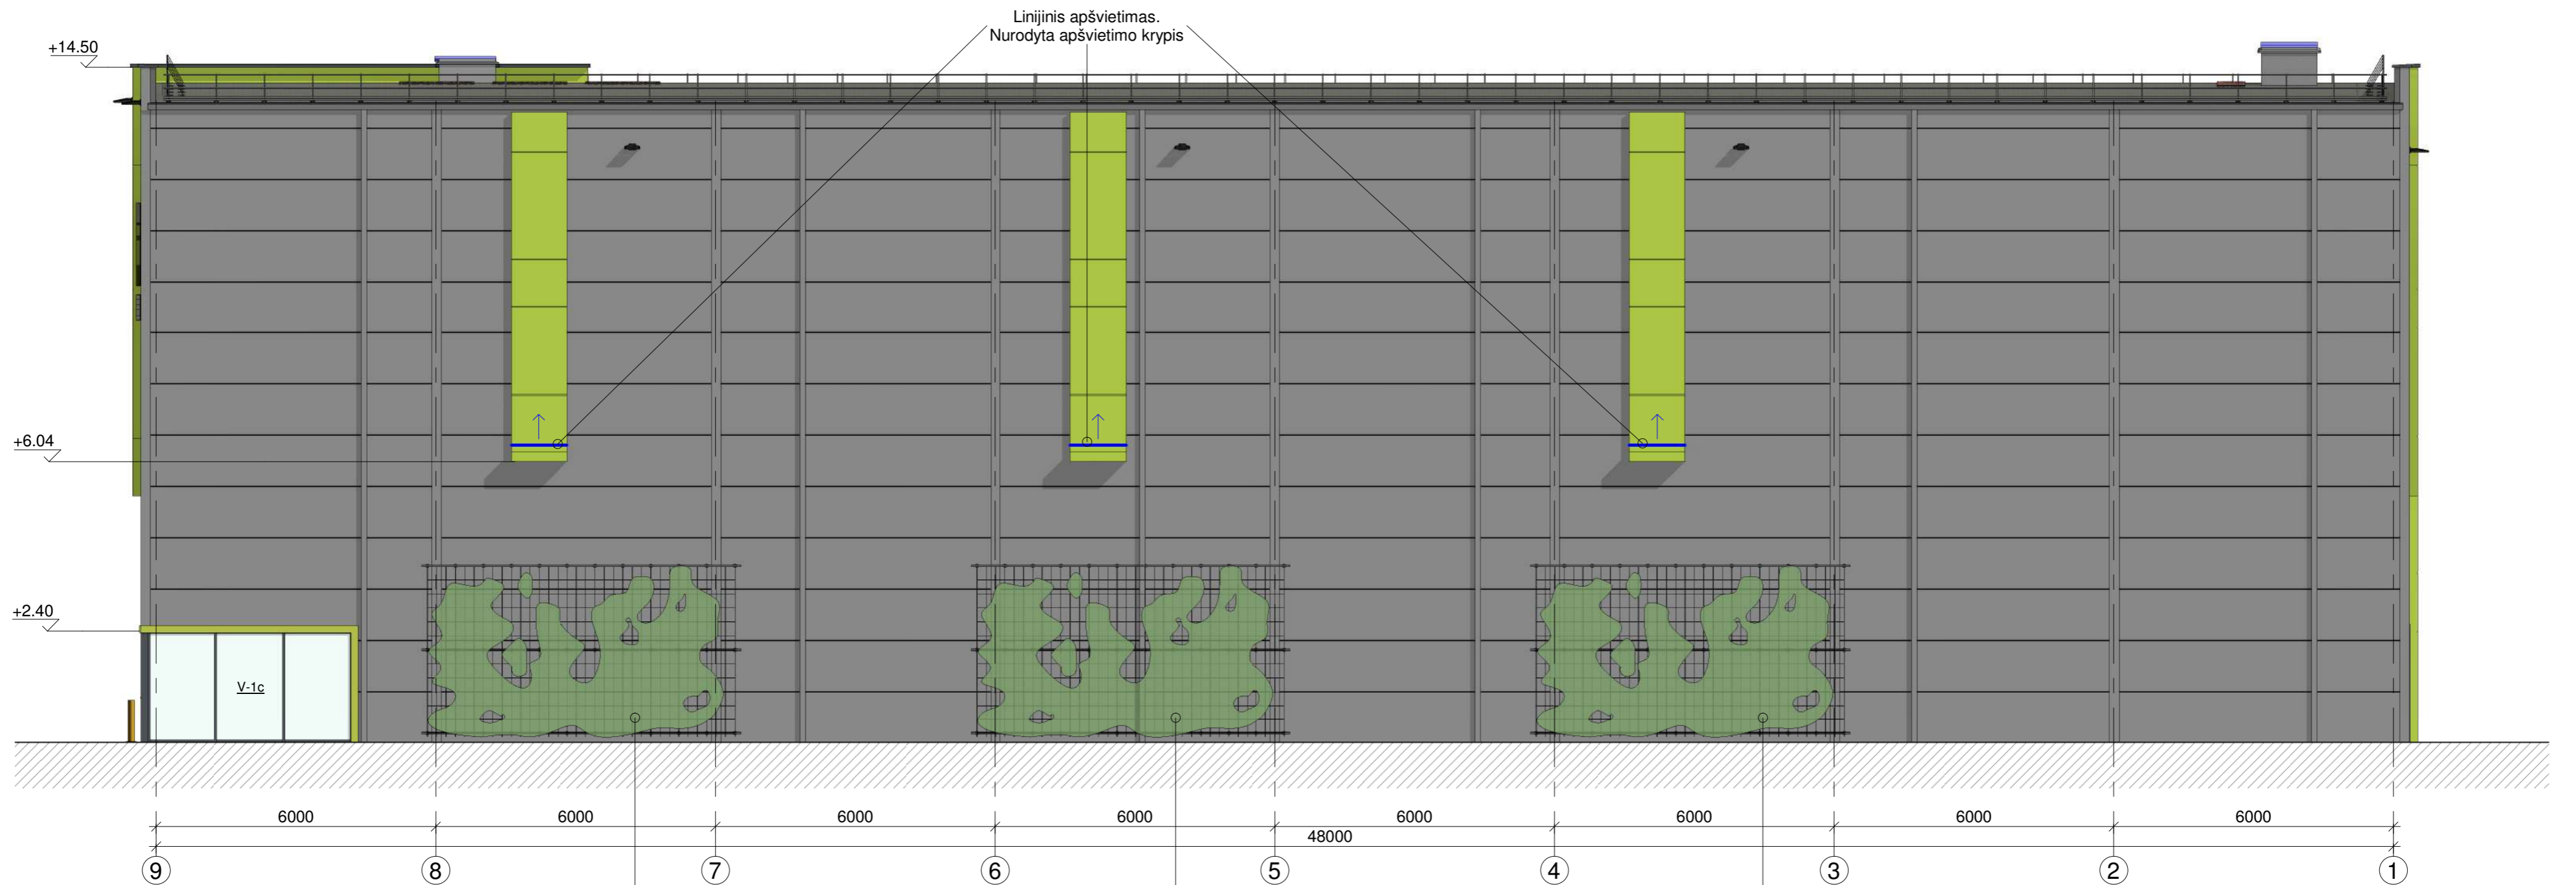 Linijinis apšvietimas.
Nurodyta apšvietimo krypis
+14.50
+6.04
+2.40
V-1c
6000 6000 6000 6000 6000 6000 6000 6000
48000
9 8 7 6 5 4 3 2 1